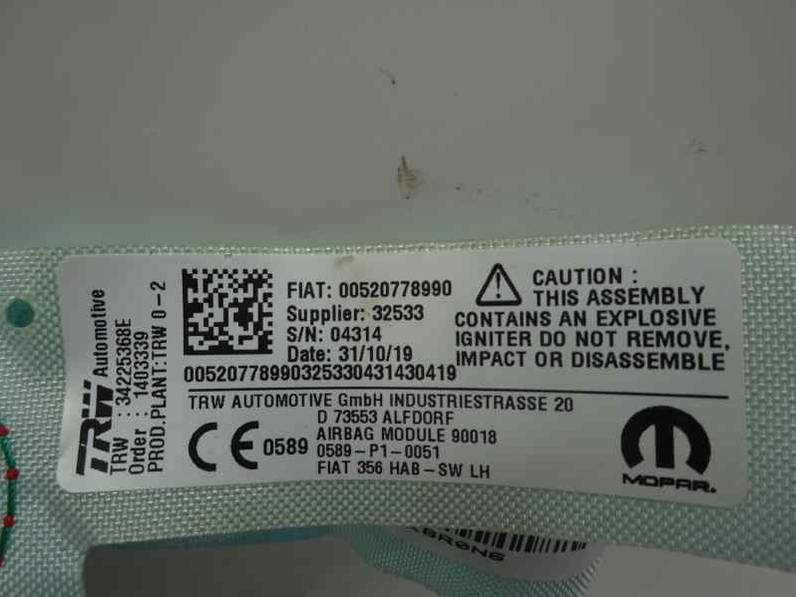 TRW Automotive
TRW : 34225368E
Order : 1403339
PROD.PLANT:TRW 0-2
FIAT: 00520778990
Supplier: 32533
S/N: 04314
Date: 31/10/19
00520778990325330431430419
CAUTION :
THIS ASSEMBLY
CONTAINS AN EXPLOSIVE
IGNITER DO NOT REMOVE,
IMPACT OR DISASSEMBLE
TRW AUTOMOTIVE GmbH INDUSTRIESTRASSE 20
D 73553 ALFDORF
CE 0589
AIRBAG MODULE 90018
0589-P1-0051
FIAT 356 HAB-SW LH
MOPAR.